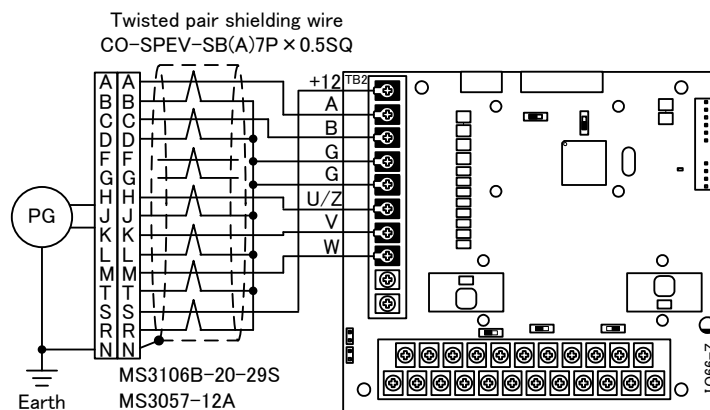 Twisted pair shielding wire
CO-SPEV-SB(A)7P×0.5SQ
+12 TB2
A A A
B B
C C B
D D
F F G
G G G
H H U/Z
J J
PG
K K V
L L W
M M
T T
S S
R R
N N
MS3106B-20-29S
Earth MS3057-12A